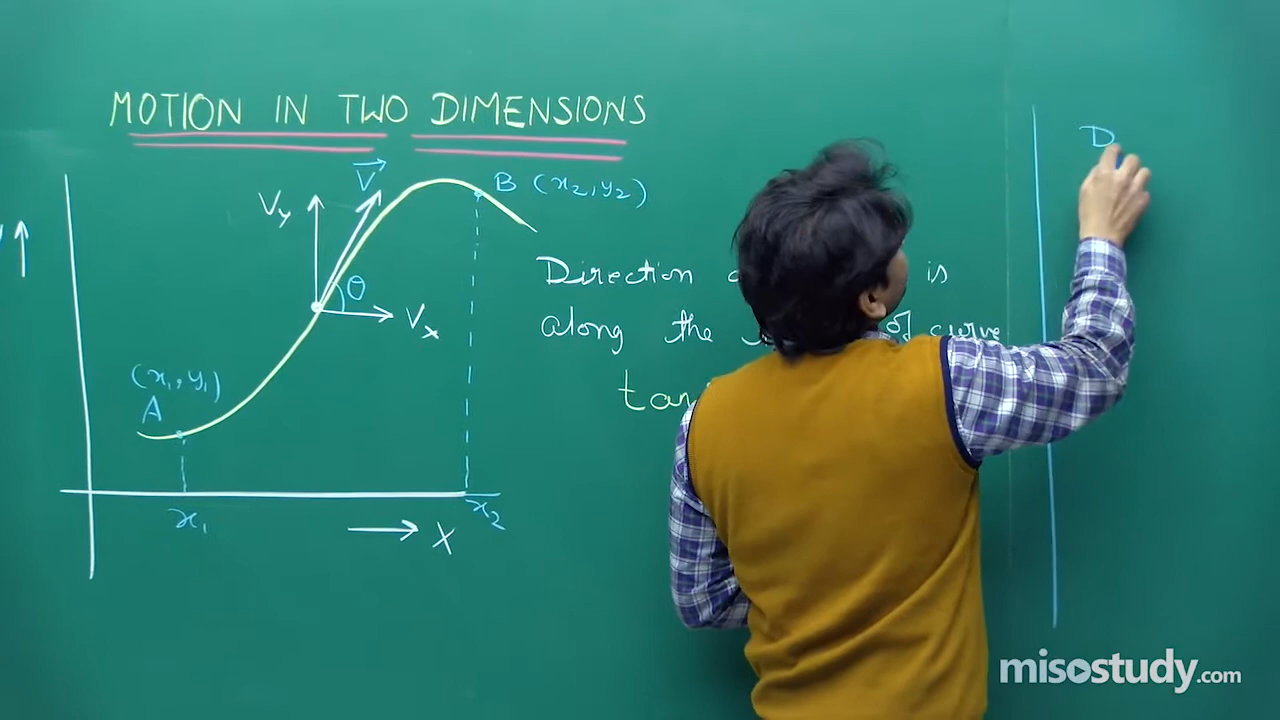 MOTION IN TWO DIMENSIONS
V⃗
B (x₂,y₂)
Vy
θ
Vx
Direction is
along the of curve
(x₁,y₁)
A
tan
x₁
x₂
X
D
misostudy.com